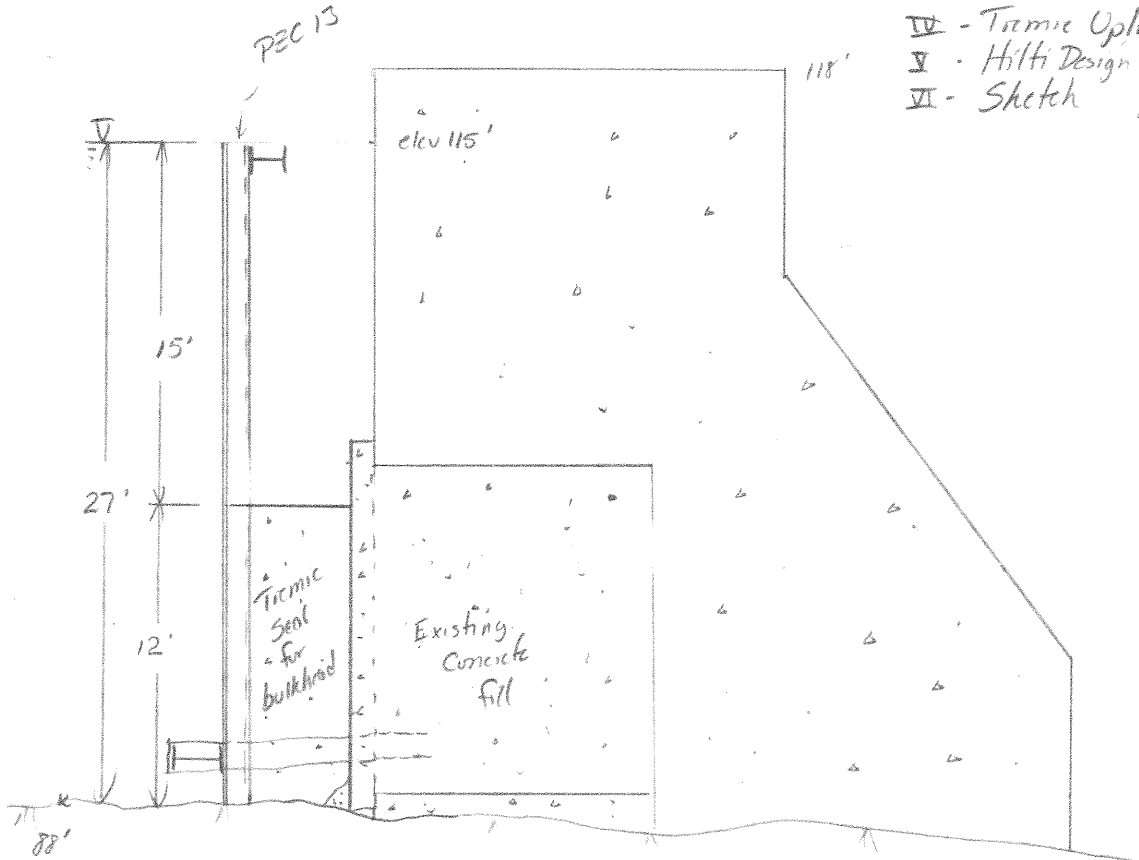 PZC 13
IV - Tremie
V - Hilti Design
VI - Sketch
118'
elev 115'
15'
27'
12'
Tremie
Seal
for
bulkhead
Existing
Concrete
fill
88'